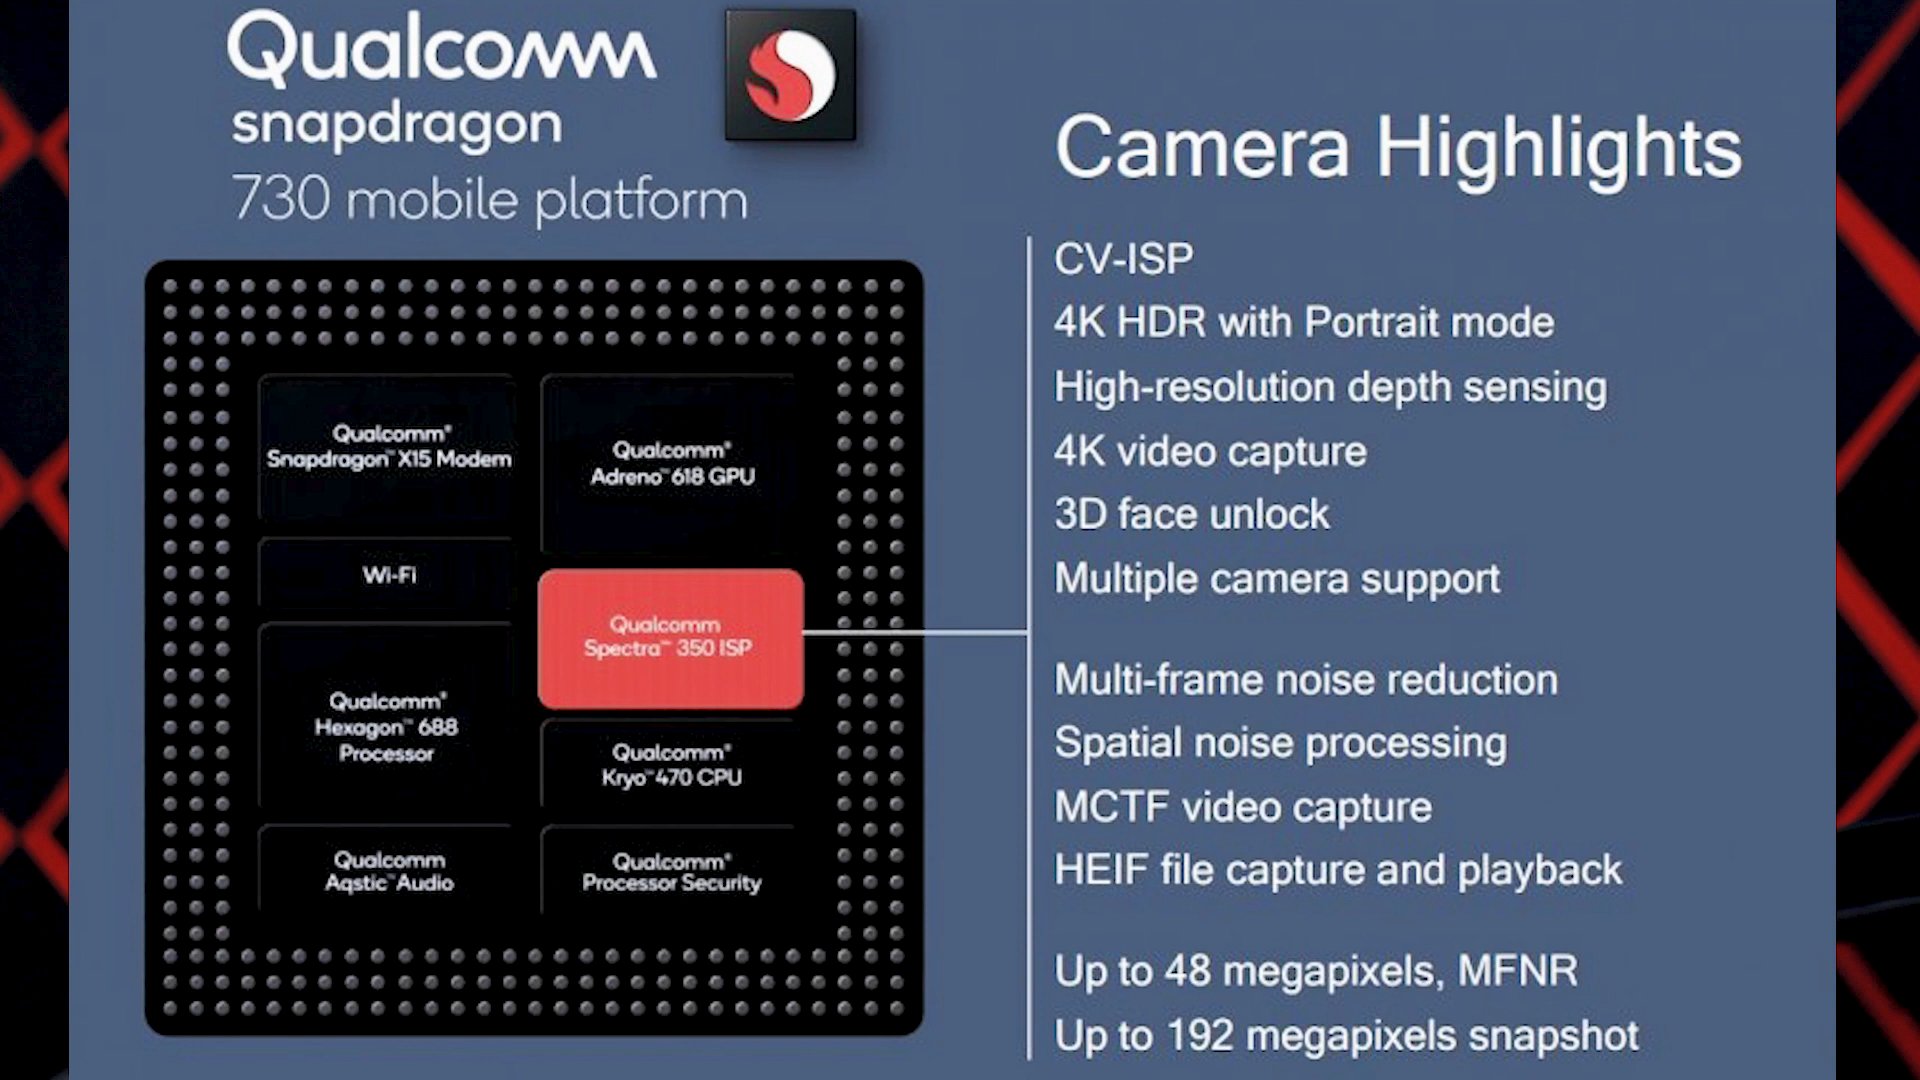 Qualcomm
snapdragon
730 mobile platform
Qualcomm®
Snapdragon™ X15 Modem
Qualcomm®
Adreno™ 618 GPU
Wi-Fi
Qualcomm
Spectra™ 350 ISP
Qualcomm®
Hexagon™ 688
Processor
Qualcomm®
Kryo™ 470 CPU
Qualcomm
Aqstic™ Audio
Qualcomm®
Processor Security
Camera Highlights
CV-ISP
4K HDR with Portrait mode
High-resolution depth sensing
4K video capture
3D face unlock
Multiple camera support
Multi-frame noise reduction
Spatial noise processing
MCTF video capture
HEIF file capture and playback
Up to 48 megapixels, MFNR
Up to 192 megapixels snapshot